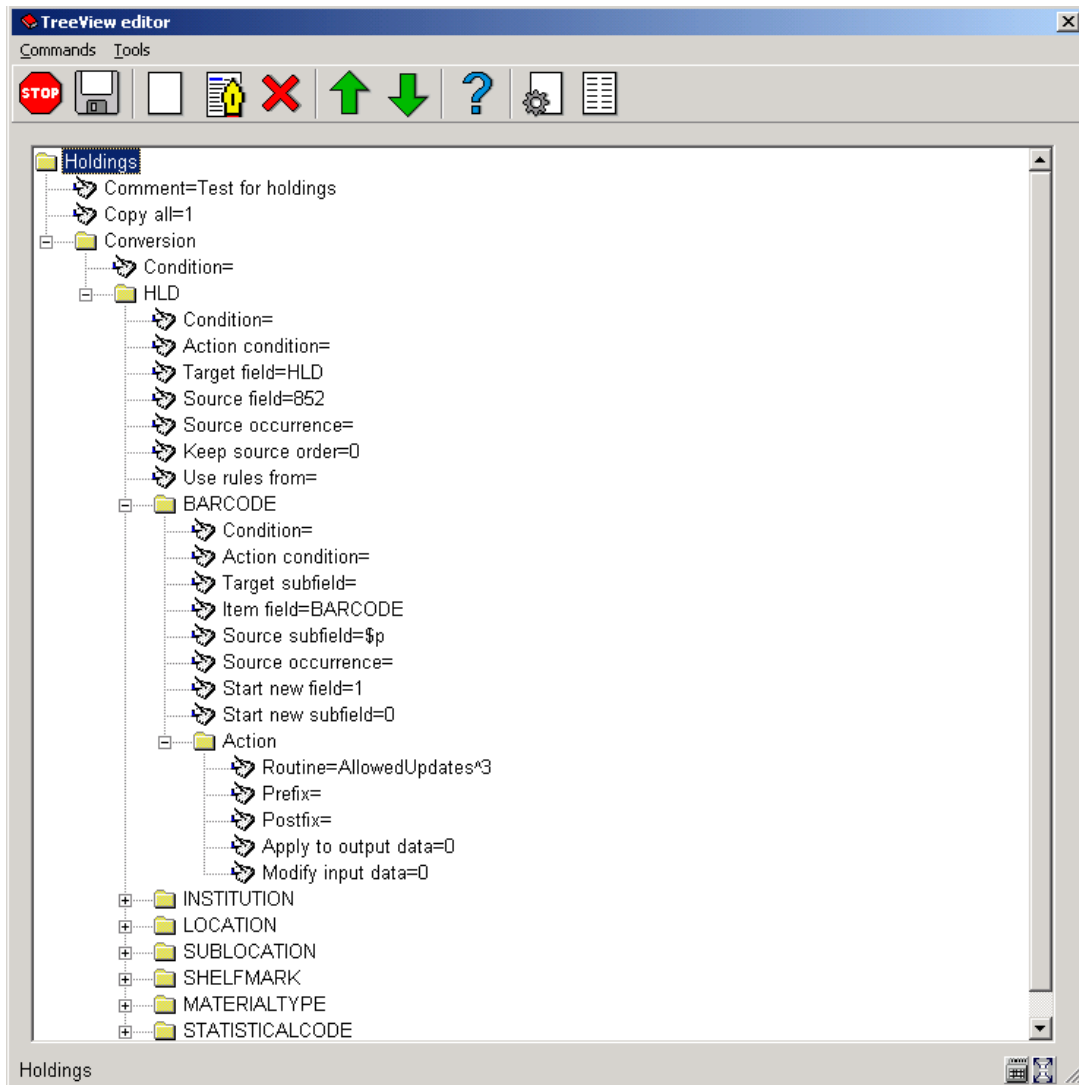 TreeView editor
Commands Tools
STOP
Holdings
Comment=Test for holdings
Copy all=1
Conversion
Condition=
HLD
Condition=
Action condition=
Target field=HLD
Source field=852
Source occurrence=
Keep source order=0
Use rules from=
BARCODE
Condition=
Action condition=
Target subfield=
Item field=BARCODE
Source subfield=$p
Source occurrence=
Start new field=1
Start new subfield=0
Action
Routine=AllowedUpdates^3
Prefix=
Postfix=
Apply to output data=0
Modify input data=0
INSTITUTION
LOCATION
SUBLOCATION
SHELFMARK
MATERIALTYPE
STATISTICALCODE
Holdings